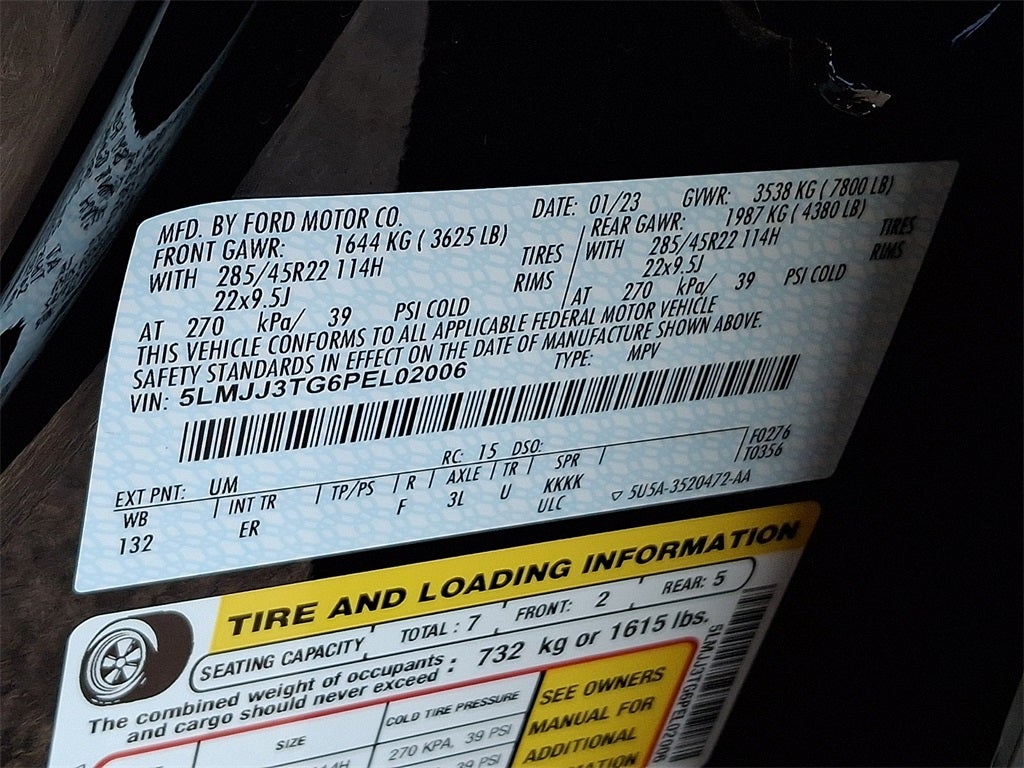 MFD. BY FORD MOTOR CO. DATE: 01/23 GVWR: 3538 KG ( 7800 LB)
FRONT GAWR: 1644 KG ( 3625 LB) REAR GAWR: 1987 KG ( 4380 LB)
WITH 285/45R22 114H TIRES WITH 285/45R22 114H TIRES
22x9.5J RIMS 22x9.5J RIMS
AT 270 kPa/ 39 PSI COLD AT 270 kPa/ 39 PSI COLD
THIS VEHICLE CONFORMS TO ALL APPLICABLE FEDERAL MOTOR VEHICLE
SAFETY STANDARDS IN EFFECT ON THE DATE OF MANUFACTURE SHOWN ABOVE.
VIN: 5LMJJ3TG6PEL02006 TYPE: MPV
EXT PNT: UM RC: 15 DSO: F0276
WB INT TR TP/PS R AXLE TR SPR T0356
132 ER F 3L U KKKK
ULC 5U5A-3520472-AA
TIRE AND LOADING INFORMATION
SEATING CAPACITY TOTAL : 7 FRONT: 2 REAR: 5
The combined weight of occupants
and cargo should never exceed : 732 kg or 1615 lbs.
SIZE COLD TIRE PRESSURE
270 KPA, 39 PSI
39 PSI
SEE OWNERS
MANUAL FOR
ADDITIONAL
5LMJJ3TG6PEL02006